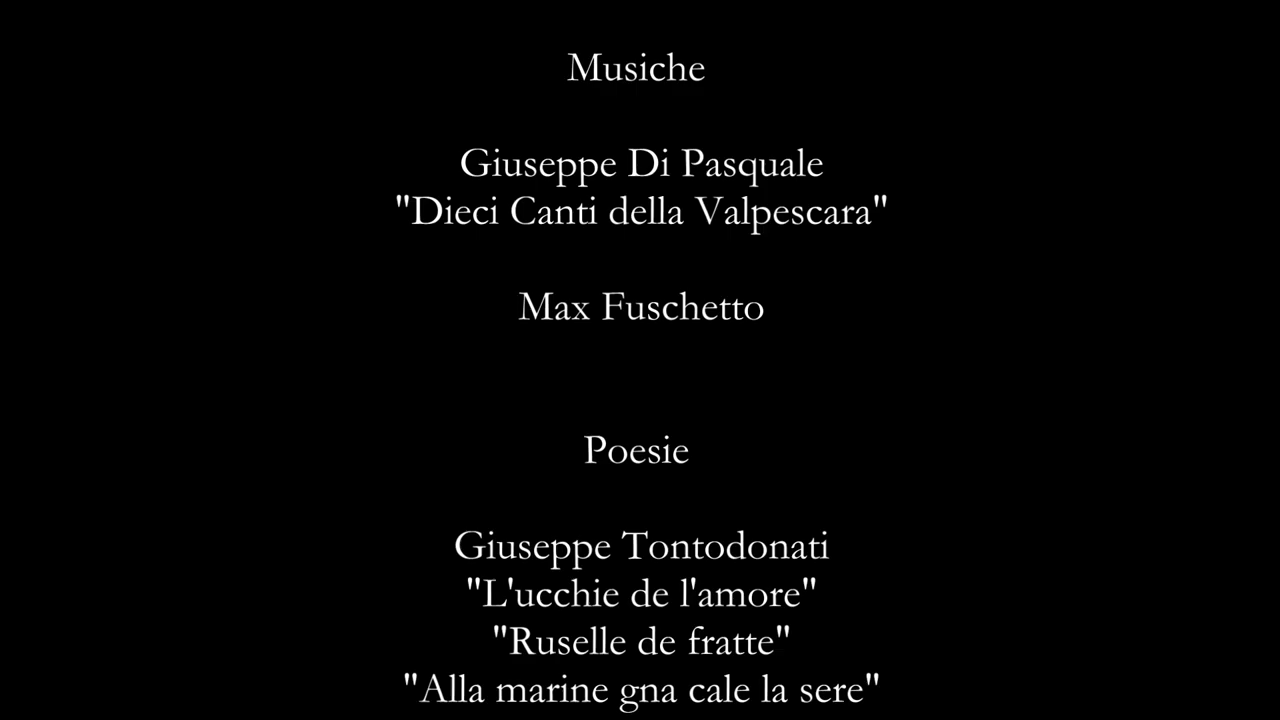 Musiche
Giuseppe Di Pasquale
"Dieci Canti della Valpescara"
Max Fuschetto
Poesie
Giuseppe Tontodonati
"L'ucchie de l'amore"
"Ruselle de fratte"
"Alla marine gna cale la sere"